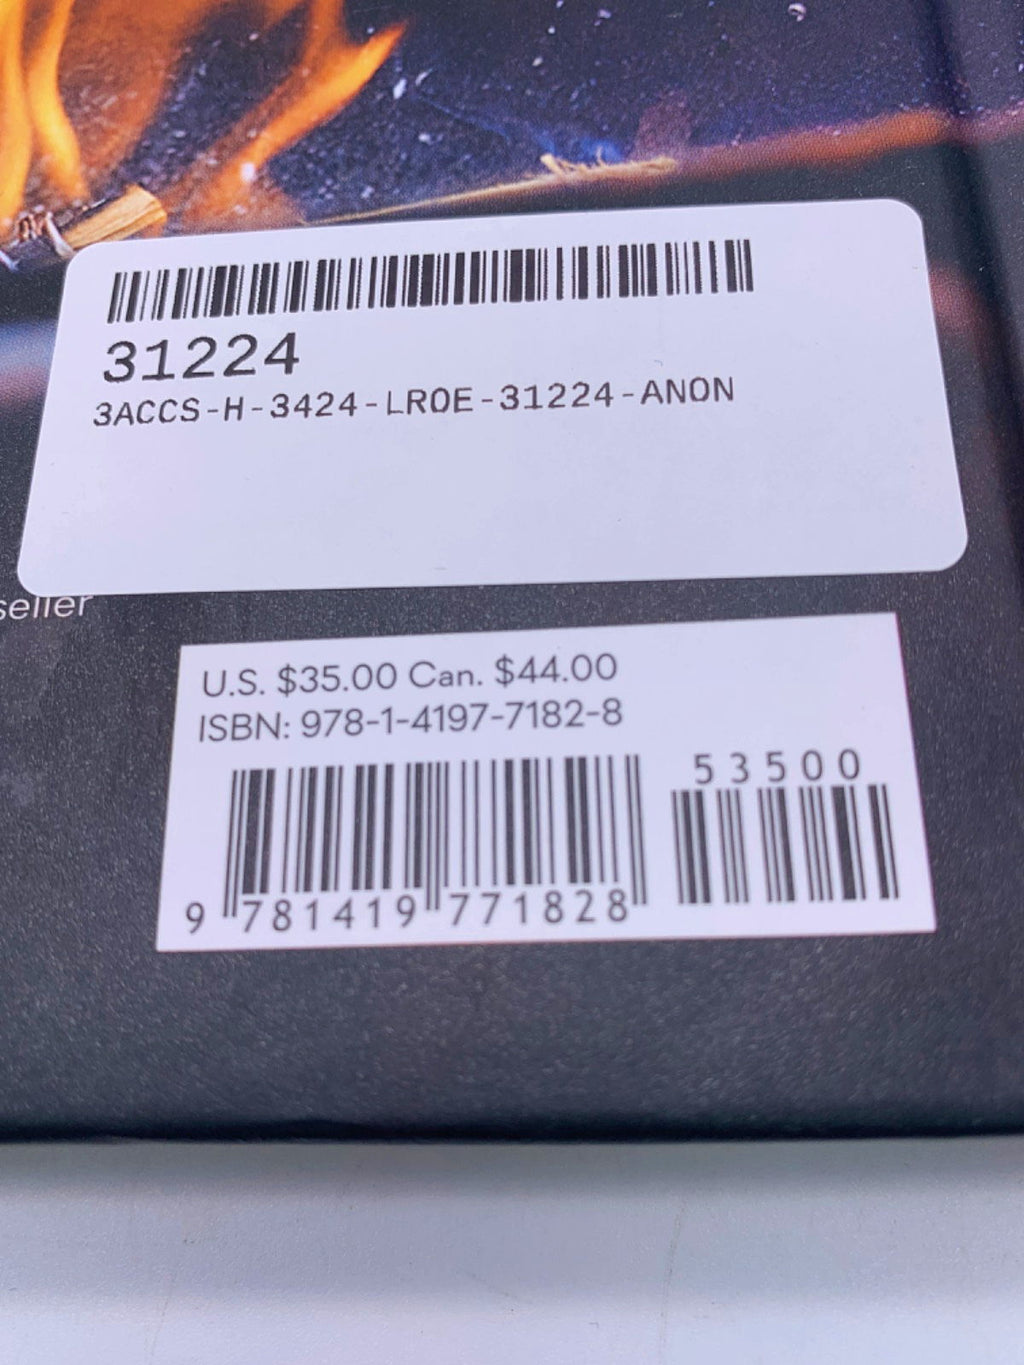 31224
3ACCS-H-3424-LR0E-31224-ANON
seller
U.S. $35.00 Can. $44.00
ISBN: 978-1-4197-7182-8
53500
9 781419 771828